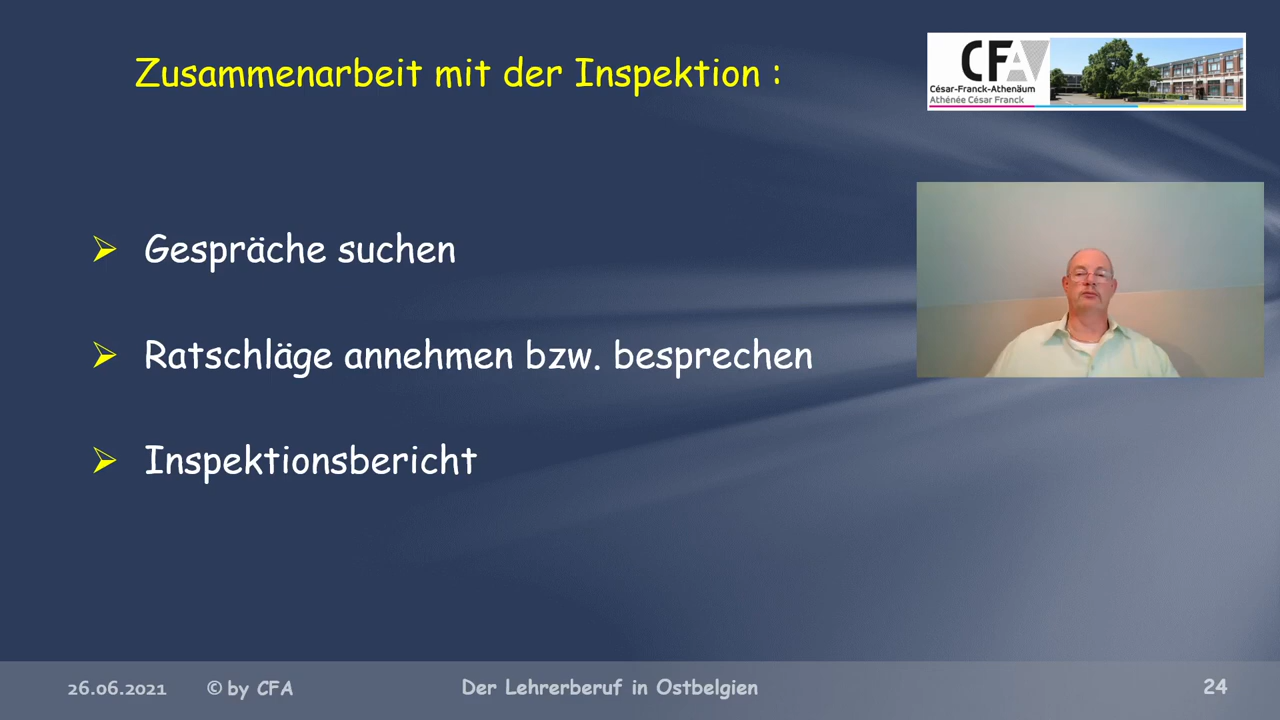 Zusammenarbeit mit der Inspektion :
CFA
César-Franck-Athenäum
Athénée César Franck
Gespräche suchen
Ratschläge annehmen bzw. besprechen
Inspektionsbericht
26.06.2021 © by CFA Der Lehrerberuf in Ostbelgien 24